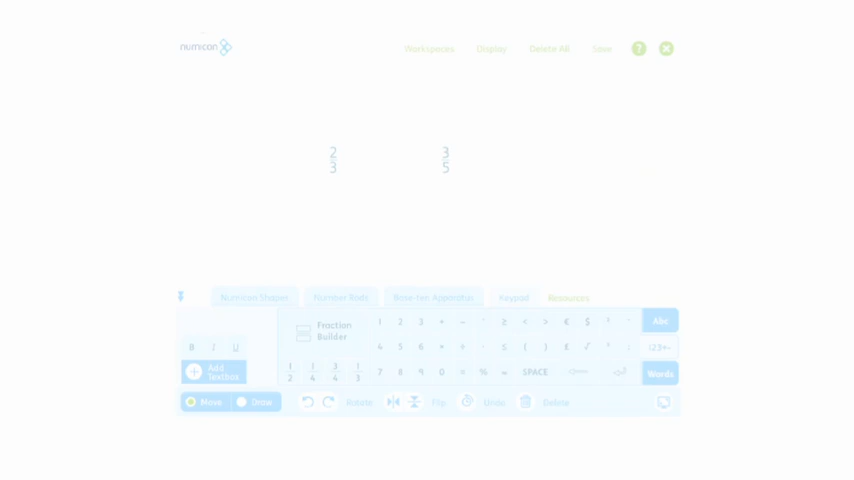 numicon
Workspaces Display Delete All Save ?
2 3
3 5
Numicon Shapes Number Rods Base-ten Apparatus Keypad Resources
Fraction
Builder
1 2 3 < > € $ Abc
B I U 4 5 6 ( ) £ 123+-
1 1 3 1
2 4 4 3
7 8 9 0 % SPACE Words
Add
Textbox
Move Draw Rotate Flip Undo Delete